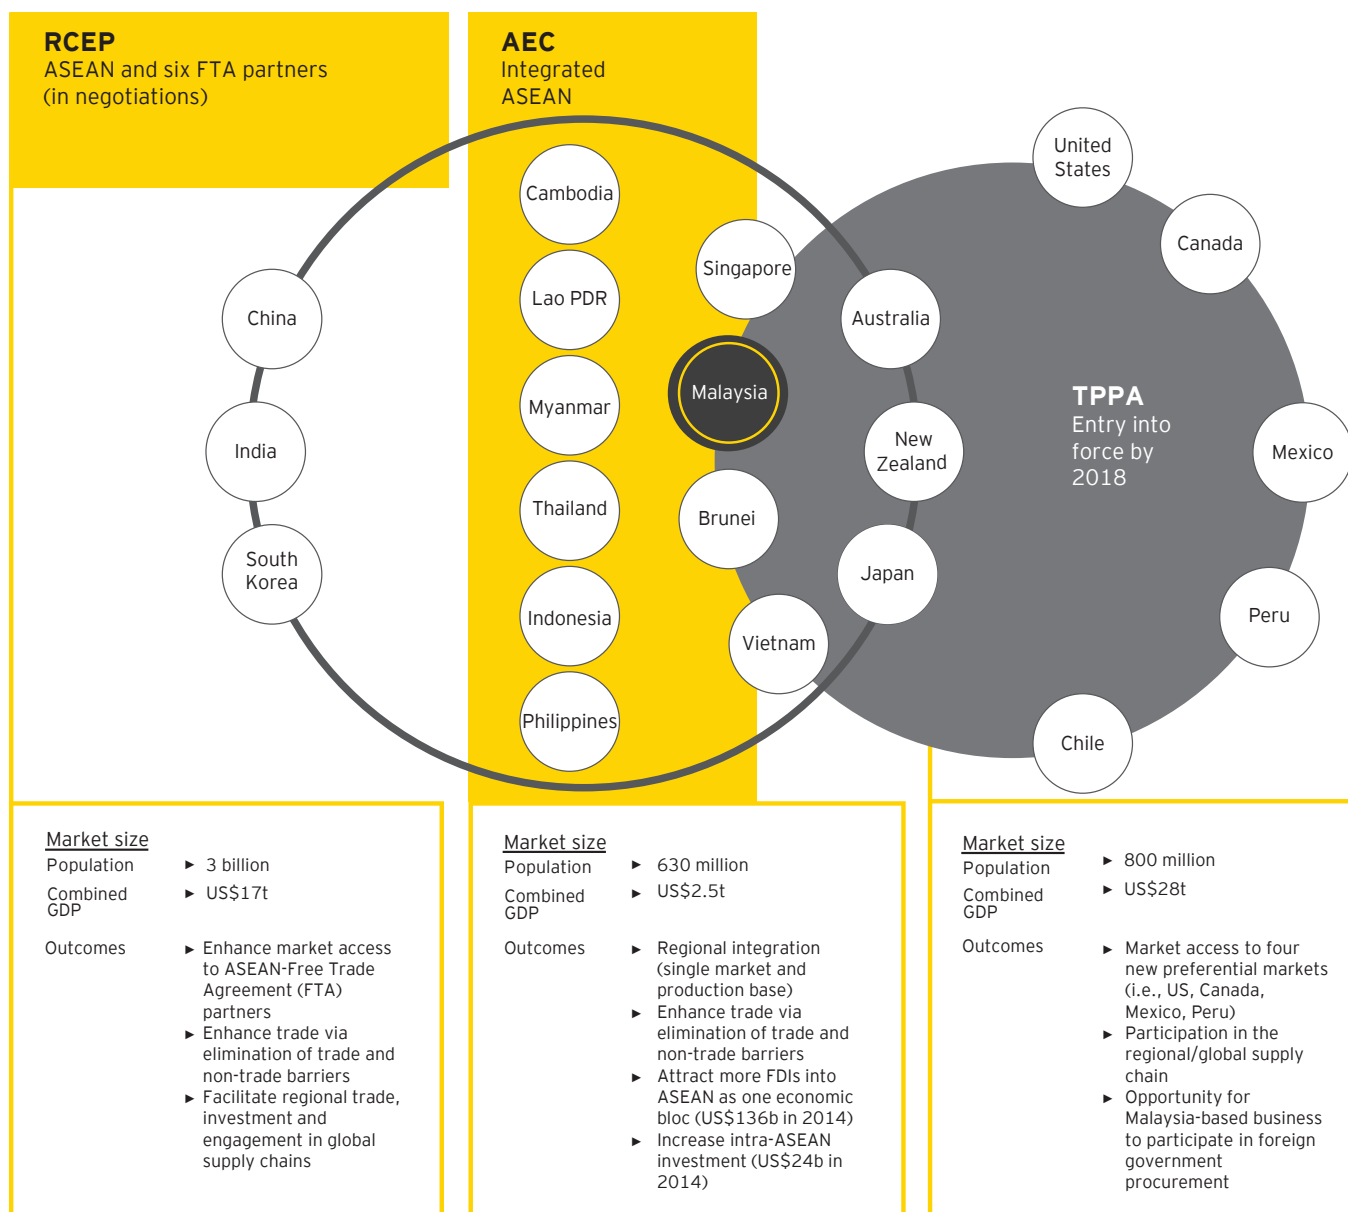 RCEP
ASEAN and six FTA partners
(in negotiations)
AEC
Integrated
ASEAN
Cambodia
Lao PDR
Myanmar
Thailand
Indonesia
Philippines
China
India
South
Korea
Singapore
Malaysia
Brunei
Vietnam
Australia
New
Zealand
Japan
United
States
Canada
Mexico
Peru
Chile
TPPA
Entry into
force by
2018
Market size
Population ► 3 billion
Combined ► US$17t
GDP
Outcomes ► Enhance market access
to ASEAN-Free Trade
Agreement (FTA)
partners
► Enhance trade via
elimination of trade and
non-trade barriers
► Facilitate regional trade,
investment and
engagement in global
supply chains
Market size
Population ► 630 million
Combined ► US$2.5t
GDP
Outcomes ► Regional integration
(single market and
production base)
► Enhance trade via
elimination of trade and
non-trade barriers
► Attract more FDIs into
ASEAN as one economic
bloc (US$136b in 2014)
► Increase intra-ASEAN
investment (US$24b in
2014)
Market size
Population ► 800 million
Combined ► US$28t
GDP
Outcomes ► Market access to four
new preferential markets
(i.e., US, Canada,
Mexico, Peru)
► Participation in the
regional/global supply
chain
► Opportunity for
Malaysia-based business
to participate in foreign
government
procurement